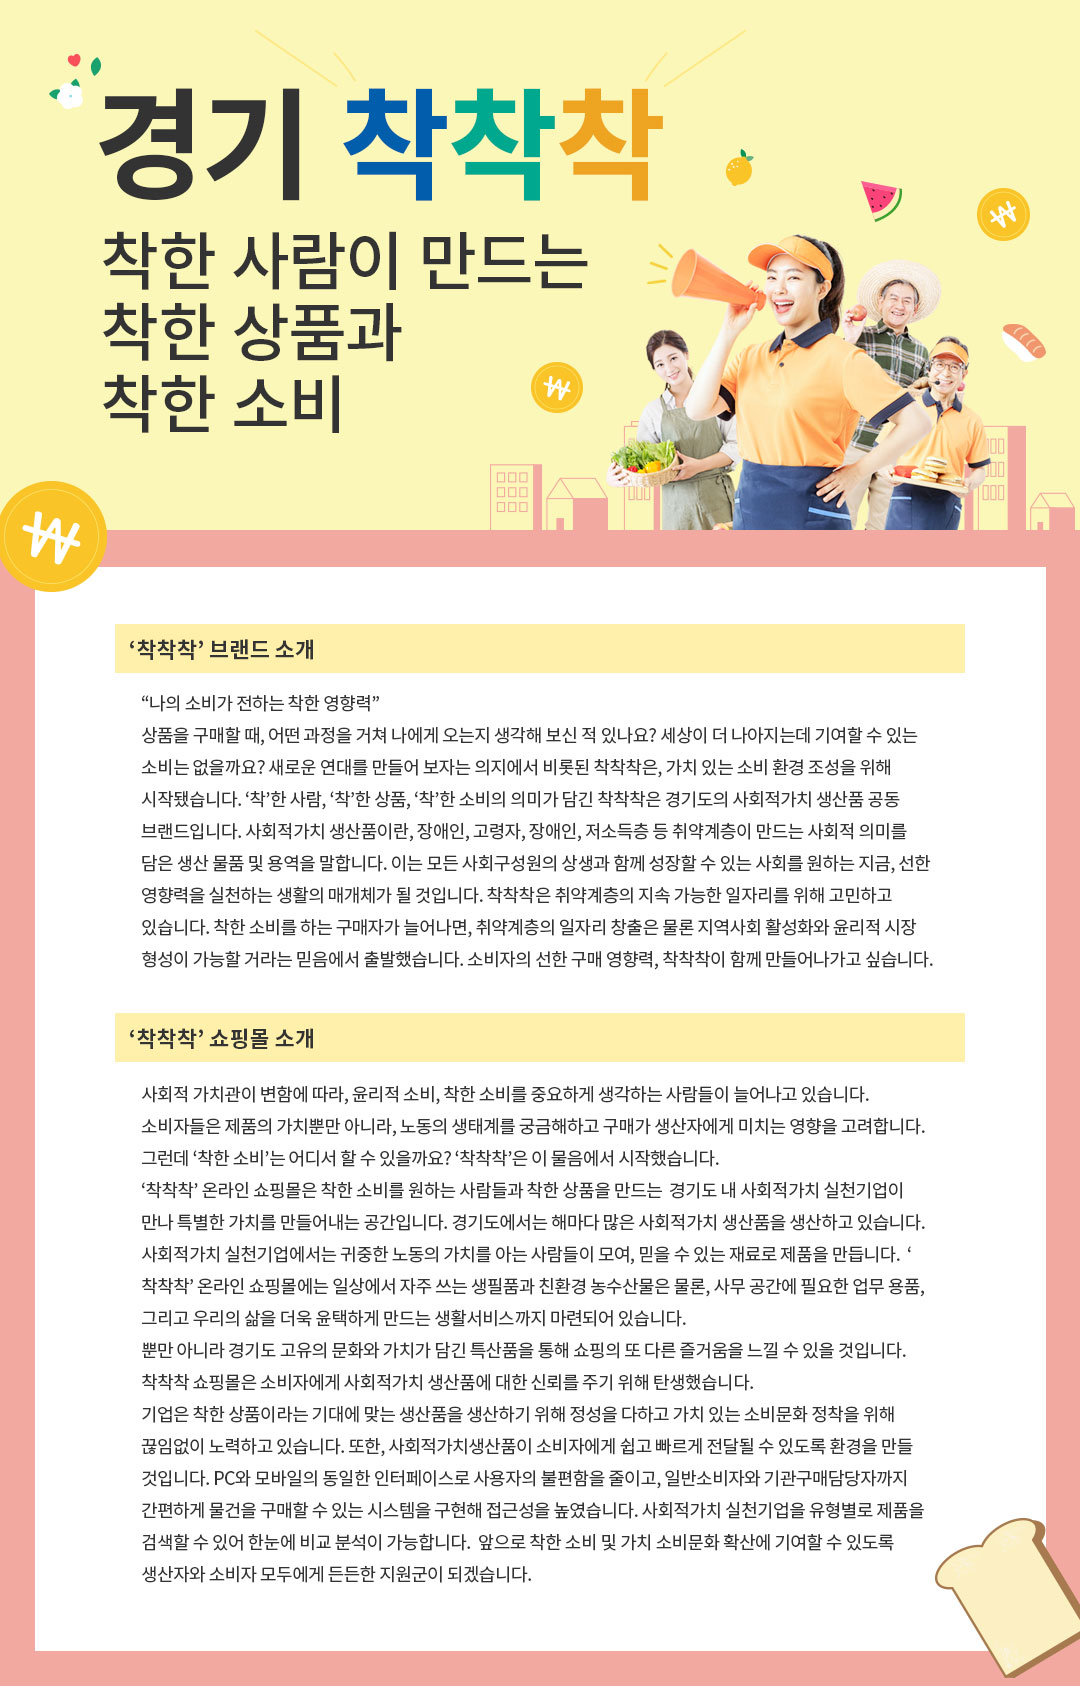 경기 착착착
착한 사람이 만드는
착한 상품과
착한 소비
‘착착착’ 브랜드 소개
“나의 소비가 전하는 착한 영향력”
상품을 구매할 때, 어떤 과정을 거쳐 나에게 오는지 생각해 보신 적 있나요? 세상이 더 나아지는데 기여할 수 있는
소비는 없을까요? 새로운 연대를 만들어 보자는 의지에서 비롯된 착착착은, 가치 있는 소비 환경 조성을 위해
시작됐습니다. ‘착’한 사람, ‘착’한 상품, ‘착’한 소비의 의미가 담긴 착착착은 경기도의 사회적가치 생산품 공동
브랜드입니다. 사회적가치 생산품이란, 장애인, 고령자, 장애인, 저소득층 등 취약계층이 만드는 사회적 의미를
담은 생산 물품 및 용역을 말합니다. 이는 모든 사회구성원의 상생과 함께 성장할 수 있는 사회를 원하는 지금, 선한
영향력을 실천하는 생활의 매개체가 될 것입니다. 착착착은 취약계층의 지속 가능한 일자리를 위해 고민하고
있습니다. 착한 소비를 하는 구매자가 늘어나면, 취약계층의 일자리 창출은 물론 지역사회 활성화와 윤리적 시장
형성이 가능할 거라는 믿음에서 출발했습니다. 소비자의 선한 구매 영향력, 착착착이 함께 만들어나가고 싶습니다.
‘착착착’ 쇼핑몰 소개
사회적 가치관이 변함에 따라, 윤리적 소비, 착한 소비를 중요하게 생각하는 사람들이 늘어나고 있습니다.
소비자들은 제품의 가치뿐만 아니라, 노동의 생태계를 궁금해하고 구매가 생산자에게 미치는 영향을 고려합니다.
그런데 ‘착한 소비’는 어디서 할 수 있을까요? ‘착착착’은 이 물음에서 시작했습니다.
‘착착착’ 온라인 쇼핑몰은 착한 소비를 원하는 사람들과 착한 상품을 만드는 경기도 내 사회적가치 실천기업이
만나 특별한 가치를 만들어내는 공간입니다. 경기도에서는 해마다 많은 사회적가치 생산품을 생산하고 있습니다.
사회적가치 실천기업에서는 귀중한 노동의 가치를 아는 사람들이 모여, 믿을 수 있는 재료로 제품을 만듭니다. ‘
착착착’ 온라인 쇼핑몰에는 일상에서 자주 쓰는 생필품과 친환경 농수산물은 물론, 사무 공간에 필요한 업무 용품,
그리고 우리의 삶을 더욱 윤택하게 만드는 생활서비스까지 마련되어 있습니다.
뿐만 아니라 경기도 고유의 문화와 가치가 담긴 특산품을 통해 쇼핑의 또 다른 즐거움을 느낄 수 있을 것입니다.
착착착 쇼핑몰은 소비자에게 사회적가치 생산품에 대한 신뢰를 주기 위해 탄생했습니다.
기업은 착한 상품이라는 기대에 맞는 생산품을 생산하기 위해 정성을 다하고 가치 있는 소비문화 정착을 위해
끊임없이 노력하고 있습니다. 또한, 사회적가치생산품이 소비자에게 쉽고 빠르게 전달될 수 있도록 환경을 만들
것입니다. PC와 모바일의 동일한 인터페이스로 사용자의 불편함을 줄이고, 일반소비자와 기관구매담당자까지
간편하게 물건을 구매할 수 있는 시스템을 구현해 접근성을 높였습니다. 사회적가치 실천기업을 유형별로 제품을
검색할 수 있어 한눈에 비교 분석이 가능합니다. 앞으로 착한 소비 및 가치 소비문화 확산에 기여할 수 있도록
생산자와 소비자 모두에게 든든한 지원군이 되겠습니다.